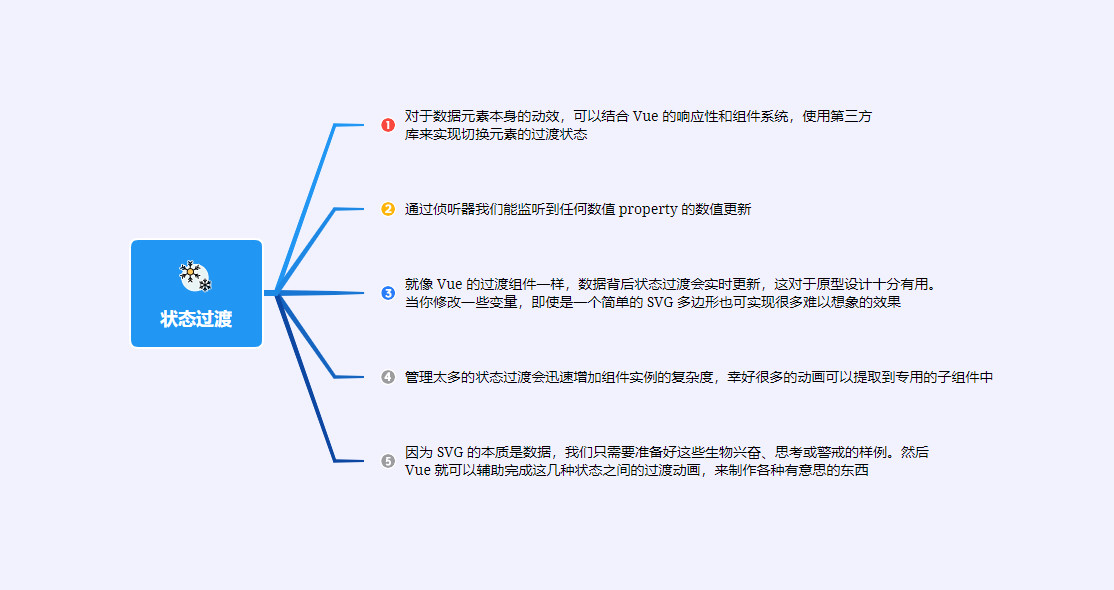 状态过渡
1 对于数据元素本身的动效，可以结合 Vue 的响应性和组件系统，使用第三方
库来实现切换元素的过渡状态
2 通过侦听器我们能监听到任何数值 property 的数值更新
3 就像 Vue 的过渡组件一样，数据背后状态过渡会实时更新，这对于原型设计十分有用。
当你修改一些变量，即使是一个简单的 SVG 多边形也可实现很多难以想象的效果
4 管理太多的状态过渡会迅速增加组件实例的复杂度，幸好很多的动画可以提取到专用的子组件中
5 因为 SVG 的本质是数据，我们只需要准备好这些生物兴奋、思考或警戒的样例。然后
Vue 就可以辅助完成这几种状态之间的过渡动画，来制作各种有意思的东西